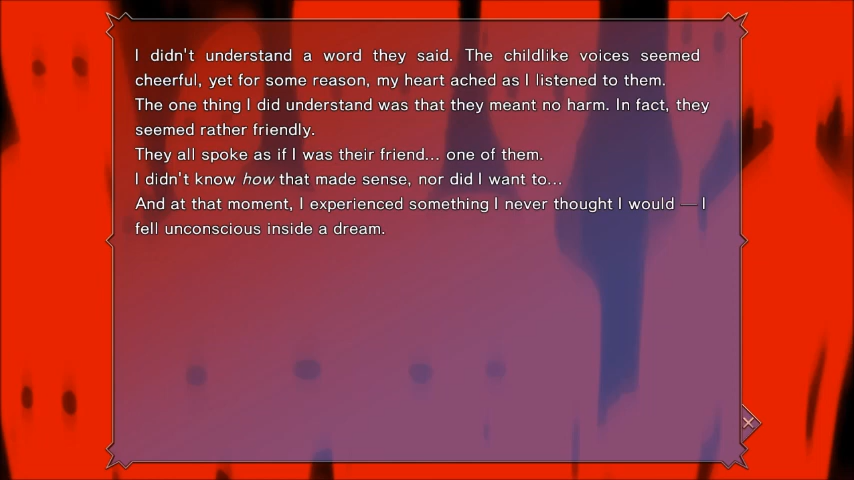 I didn't understand a word they said. The childlike voices seemed
cheerful, yet for some reason, my heart ached as I listened to them.
The one thing I did understand was that they meant no harm. In fact, they
seemed rather friendly.
They all spoke as if I was their friend... one of them.
I didn't know how that made sense, nor did I want to...
And at that moment, I experienced something I never thought I would — I
fell unconscious inside a dream.